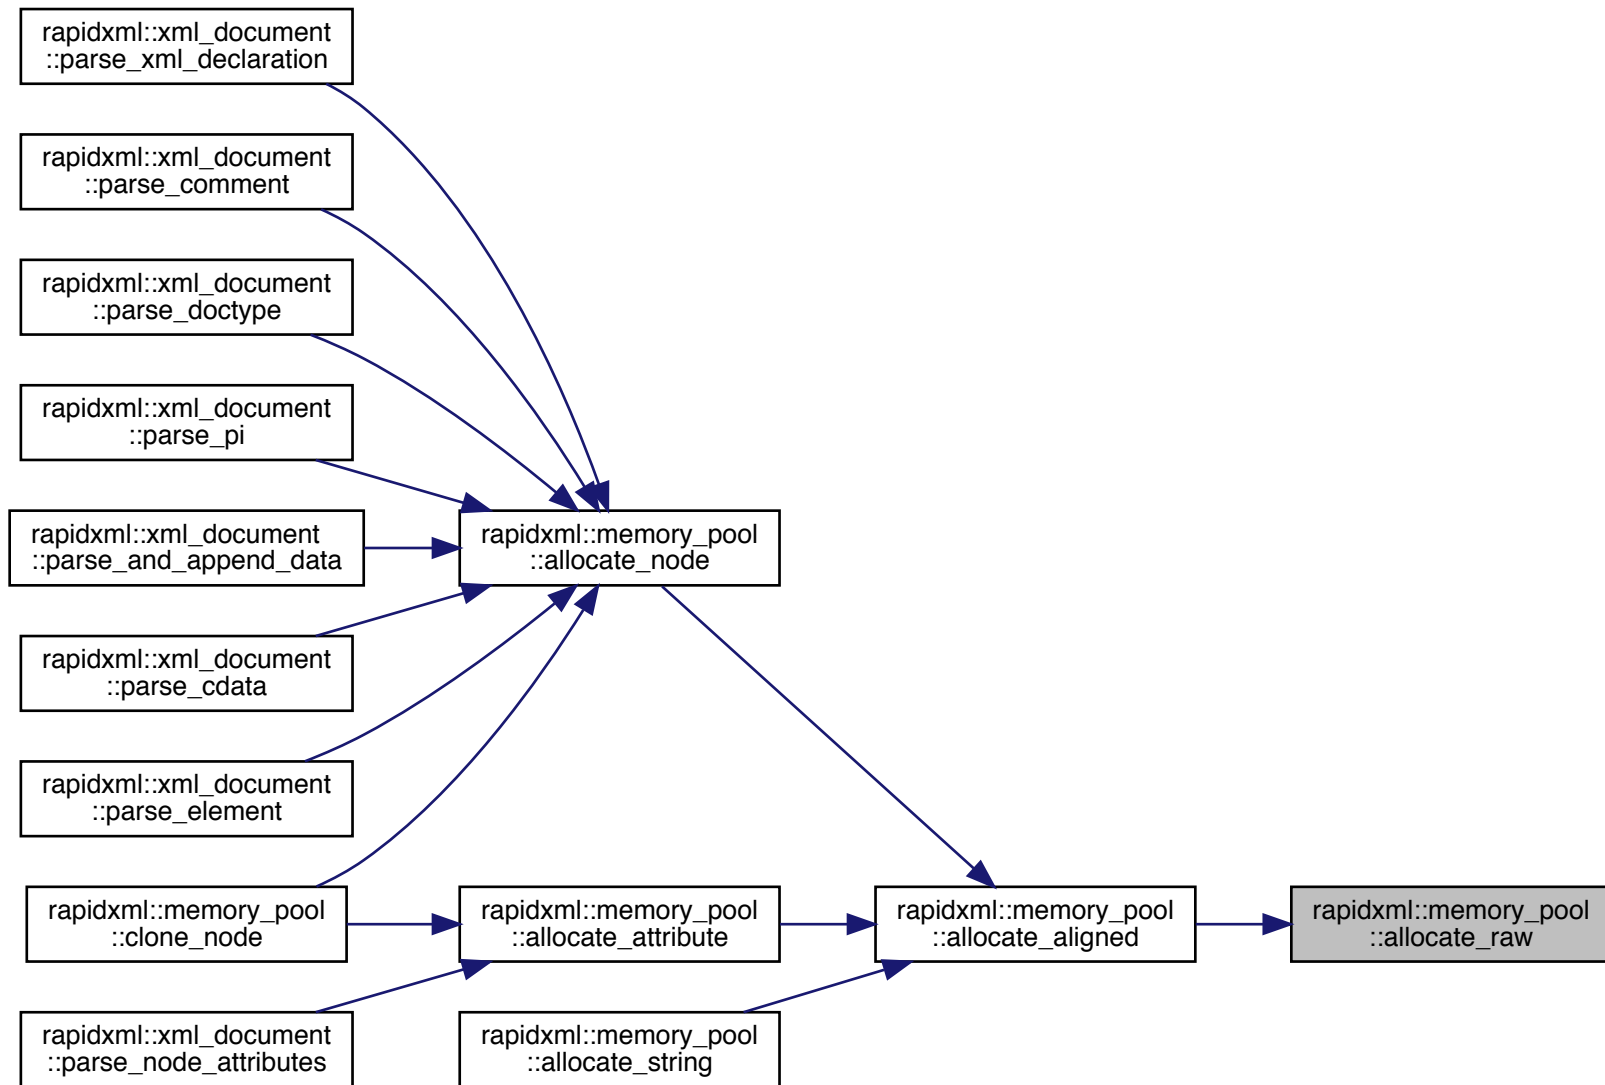 rapidxml::xml_document
::parse_xml_declaration
rapidxml::xml_document
::parse_comment
rapidxml::xml_document
::parse_doctype
rapidxml::xml_document
::parse_pi
rapidxml::xml_document
::parse_and_append_data
rapidxml::memory_pool
::allocate_node
rapidxml::xml_document
::parse_cdata
rapidxml::xml_document
::parse_element
rapidxml::memory_pool
::clone_node
rapidxml::memory_pool
::allocate_attribute
rapidxml::memory_pool
::allocate_aligned
rapidxml::memory_pool
::allocate_raw
rapidxml::xml_document
::parse_node_attributes
rapidxml::memory_pool
::allocate_string